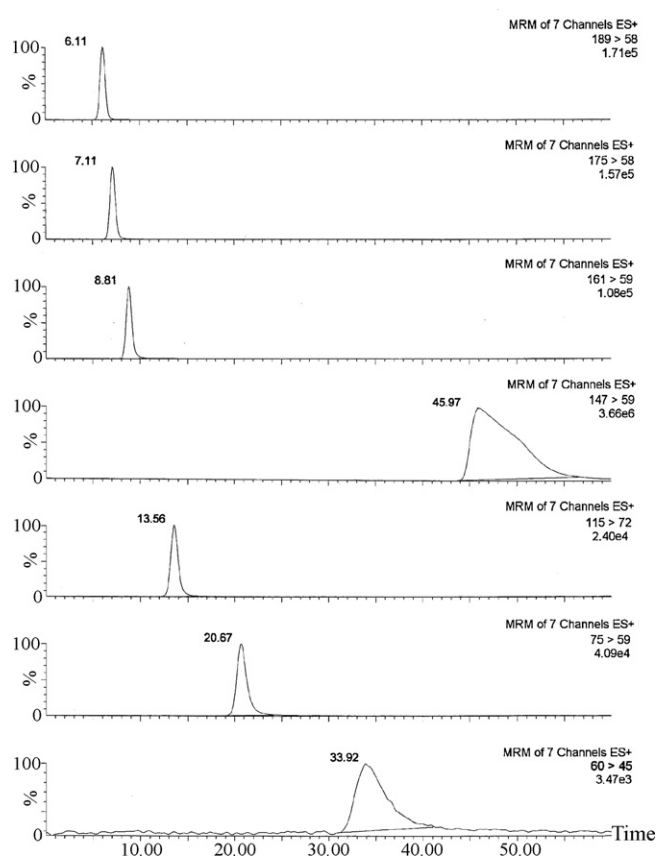 MRM of 7 Channels ES+
189 > 58
1.71e5
6.11
100
%
0
MRM of 7 Channels ES+
175 > 58
1.57e5
7.11
100
%
0
MRM of 7 Channels ES+
161 > 59
1.08e5
8.81
100
%
0
MRM of 7 Channels ES+
147 > 59
3.66e6
45.97
100
%
0
MRM of 7 Channels ES+
115 > 72
2.40e4
13.56
100
%
0
MRM of 7 Channels ES+
75 > 59
4.09e4
20.67
100
%
0
MRM of 7 Channels ES+
60 > 45
3.47e3
33.92
100
%
0
Time
10.00 20.00 30.00 40.00 50.00